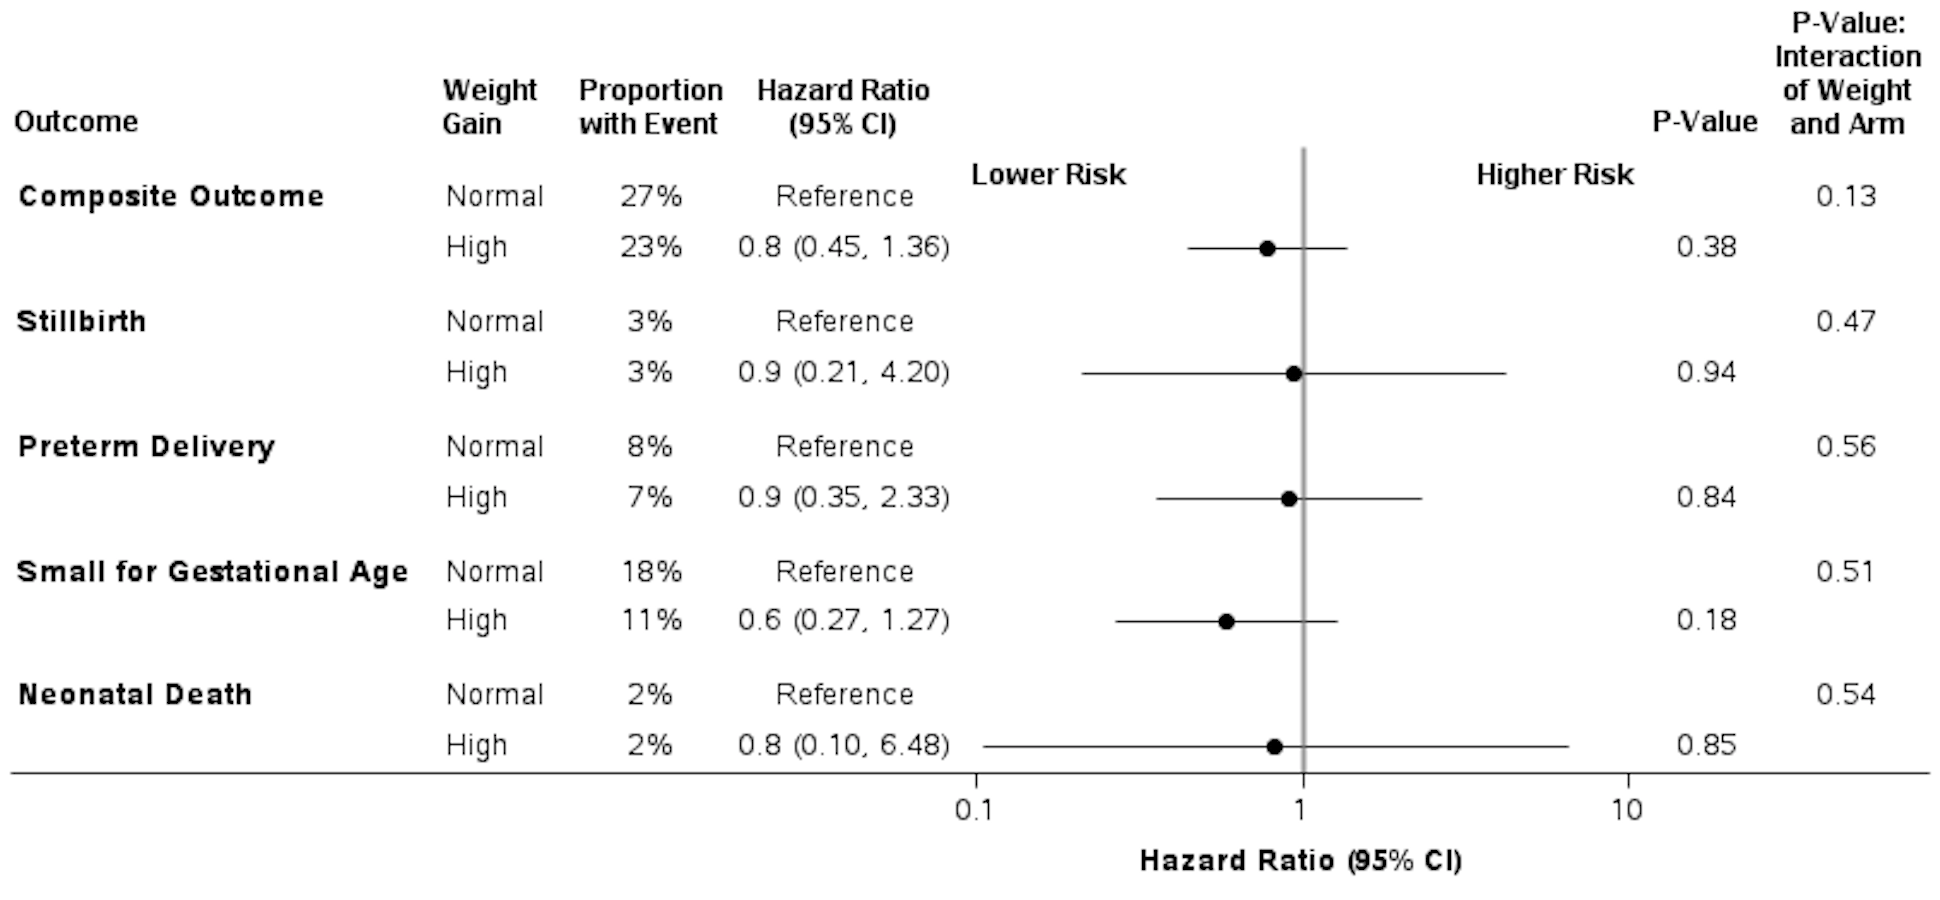 Outcome
Weight
Gain
Proportion
with Event
Hazard Ratio
(95% CI)
P-Value
P-Value:
Interaction
of Weight
and Arm
Lower Risk
Higher Risk
Composite Outcome Normal 27% Reference 0.13
High 23% 0.8 (0.45, 1.36) 0.38
Stillbirth Normal 3% Reference 0.47
High 3% 0.9 (0.21, 4.20) 0.94
Preterm Delivery Normal 8% Reference 0.56
High 7% 0.9 (0.35, 2.33) 0.84
Small for Gestational Age Normal 18% Reference 0.51
High 11% 0.6 (0.27, 1.27) 0.18
Neonatal Death Normal 2% Reference 0.54
High 2% 0.8 (0.10, 6.48) 0.85
0.1 1 10
Hazard Ratio (95% CI)